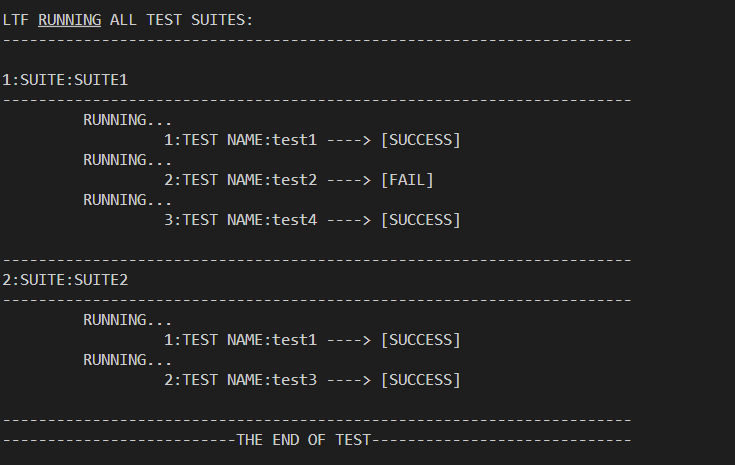 LTF RUNNING ALL TEST SUITES:
----------------------------------------------------------------------
1:SUITE:SUITE1
----------------------------------------------------------------------
RUNNING...
1:TEST NAME:test1 ----> [SUCCESS]
RUNNING...
2:TEST NAME:test2 ----> [FAIL]
RUNNING...
3:TEST NAME:test4 ----> [SUCCESS]
----------------------------------------------------------------------
2:SUITE:SUITE2
----------------------------------------------------------------------
RUNNING...
1:TEST NAME:test1 ----> [SUCCESS]
RUNNING...
2:TEST NAME:test3 ----> [SUCCESS]
----------------------------------------------------------------------
--------------------------THE END OF TEST-----------------------------